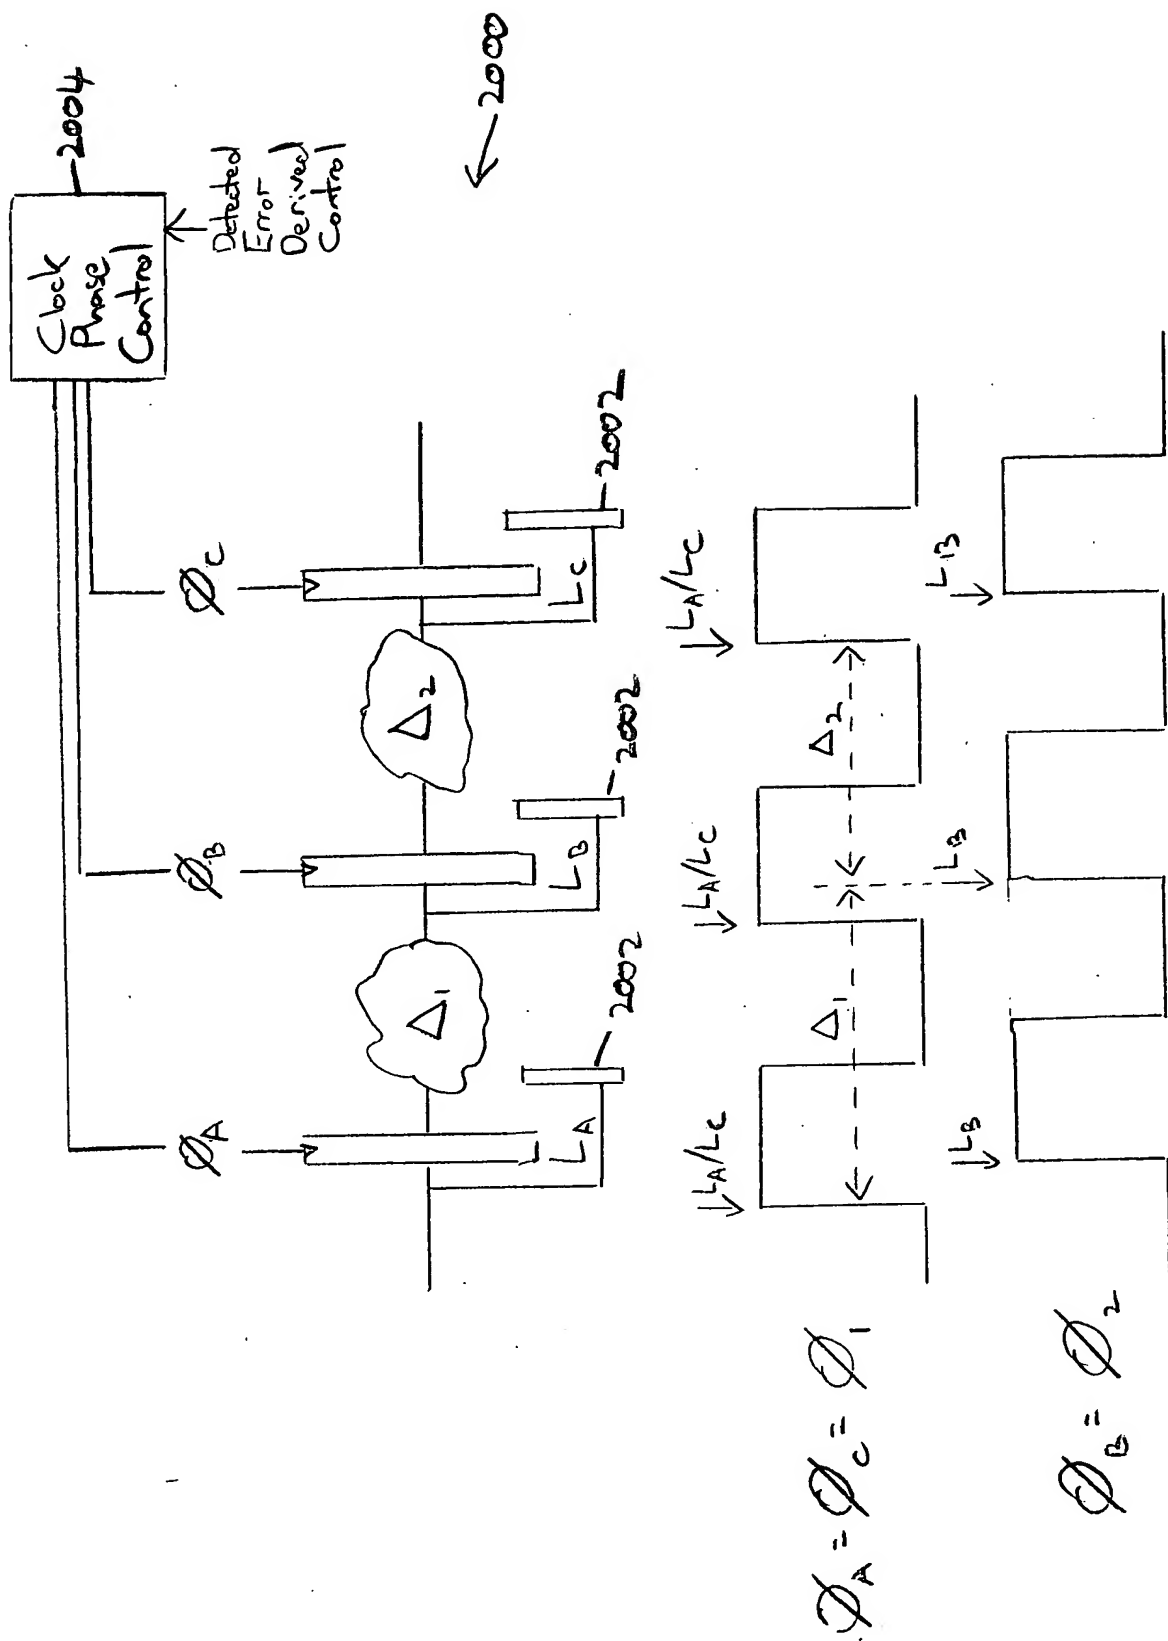 Clock
Phase
Control
2004
Detected
Error
Derived
Control
2000
ØA
ØB
ØC
Δ1
Δ2
LA
LB
LC
2002
2002
2002
LA/LC
LA/LC
LA/LC
Δ1
Δ2
ØA = ØC = Ø1
LB
LB
LB
ØB = Ø2